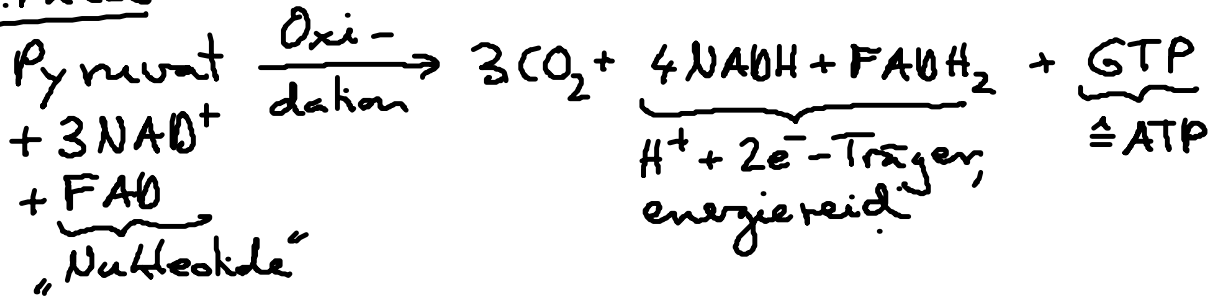 Pyruvat Oxi- dation → 3CO₂ + 4NADH + FADH₂ + GTP
+ 3NAD⁺ H⁺ + 2e⁻-Träger, ≙ ATP
+ FAD energiereich
„Nukleotide“